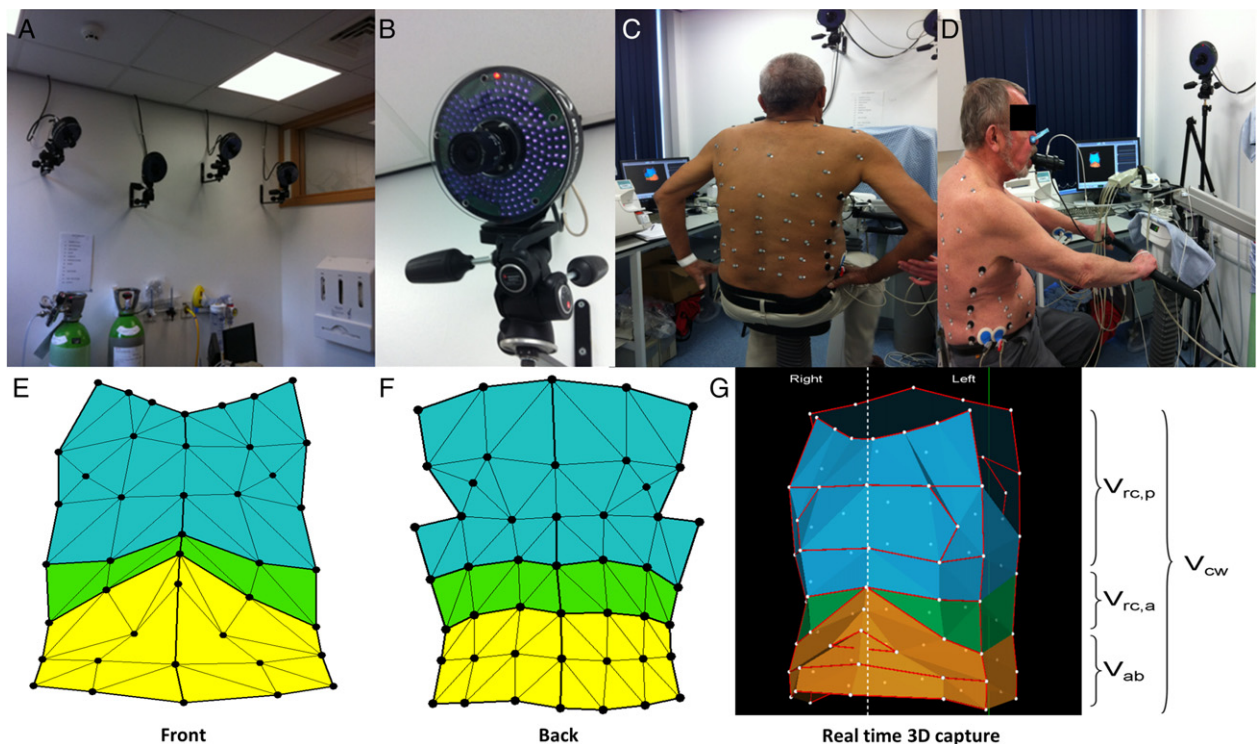 A
B
C
D
E
F
G
Right
Left
Vrc,p
Vrc,a
Vab
Vcw
Front
Back
Real time 3D capture